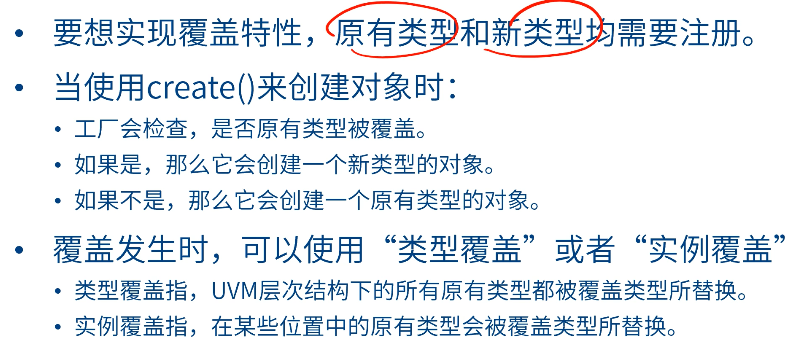 • 要想实现覆盖特性，原有类型和新类型均需要注册。
• 当使用create()来创建对象时：
• 工厂会检查，是否原有类型被覆盖。
• 如果是，那么它会创建一个新类型的对象。
• 如果不是，那么它会创建一个原有类型的对象。
• 覆盖发生时，可以使用“类型覆盖”或者“实例覆盖”
• 类型覆盖指，UVM层次结构下的所有原有类型都被覆盖类型所替换。
• 实例覆盖指，在某些位置中的原有类型会被覆盖类型所替换。